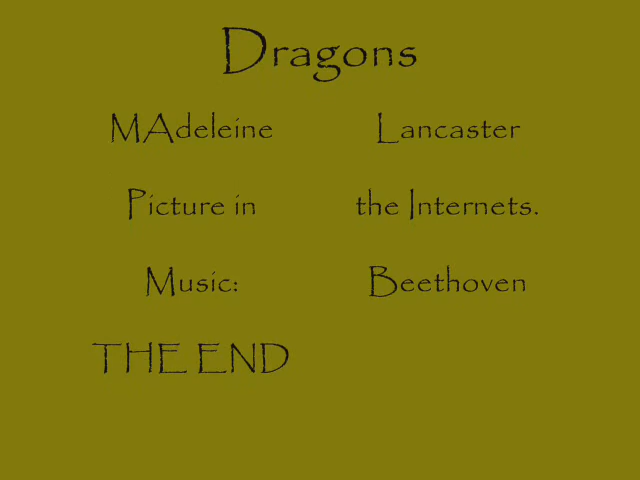 Dragons
MAdeleine Lancaster
Picture in the Internets.
Music: Beethoven
THE END